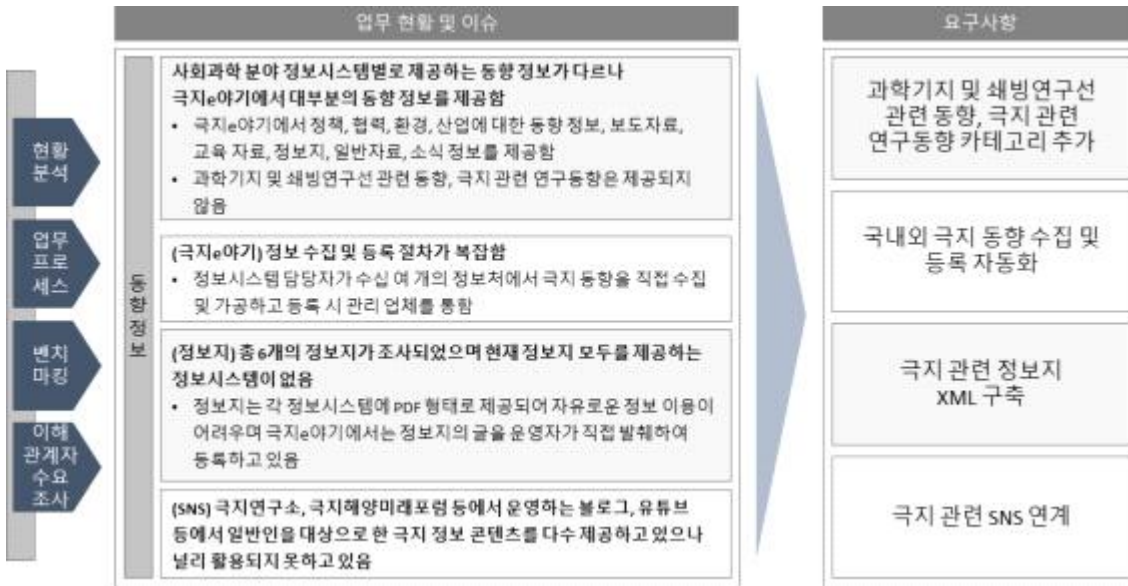 업무 현황 및 이슈
요구사항
현황
분석
업무
프로
세스
벤치
마킹
이해
관계자
수요
조사
동향정보
사회과학 분야 정보시스템별로 제공하는 동향 정보가 다르나
극지e야기에서 대부분의 동향 정보를 제공함
• 극지e야기에서 정책, 협력, 환경, 산업에 대한 동향 정보, 보도자료,
교육 자료, 정보지, 일반자료, 소식 정보를 제공함
• 과학기지 및 쇄빙연구선 관련 동향, 극지 관련 연구동향은 제공되지
않음
(극지e야기) 정보 수집 및 등록 절차가 복잡함
• 정보시스템 담당자가 수십 여 개의 정보처에서 극지 동향을 직접 수집
및 가공하고 등록 시 관리 업체를 통함
(정보지) 총 6개의 정보지가 조사되었으며 현재 정보지 모두를 제공하는
정보시스템이 없음
• 정보지는 각 정보시스템에 PDF 형태로 제공되어 자유로운 정보 이용이
어려우며 극지e야기에서는 정보지의 글을 운영자가 직접 발췌하여
등록하고 있음
(SNS) 극지연구소, 극지해양미래포럼 등에서 운영하는 블로그, 유튜브
등에서 일반인을 대상으로 한 극지 정보 콘텐츠를 다수 제공하고 있으나
널리 활용되지 못하고 있음
과학기지 및 쇄빙연구선
관련 동향, 극지 관련
연구동향 카테고리 추가
국내외 극지 동향 수집 및
등록 자동화
극지 관련 정보지
XML 구축
극지 관련 SNS 연계